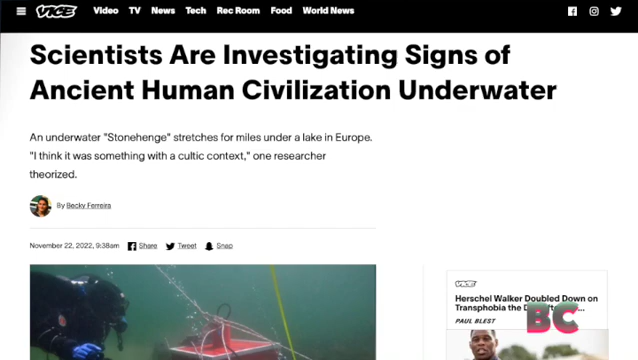 VICE Video TV News Tech Rec Room Food World News
Scientists Are Investigating Signs of
Ancient Human Civilization Underwater
An underwater "Stonehenge" stretches for miles under a lake in Europe.
"I think it was something with a cultic context," one researcher
theorized.
By Becky Ferreira
November 22, 2022, 9:38am Share Tweet Snap
VICE
Herschel Walker Doubled Down on
Transphobia the D
PAUL BLEST
BC